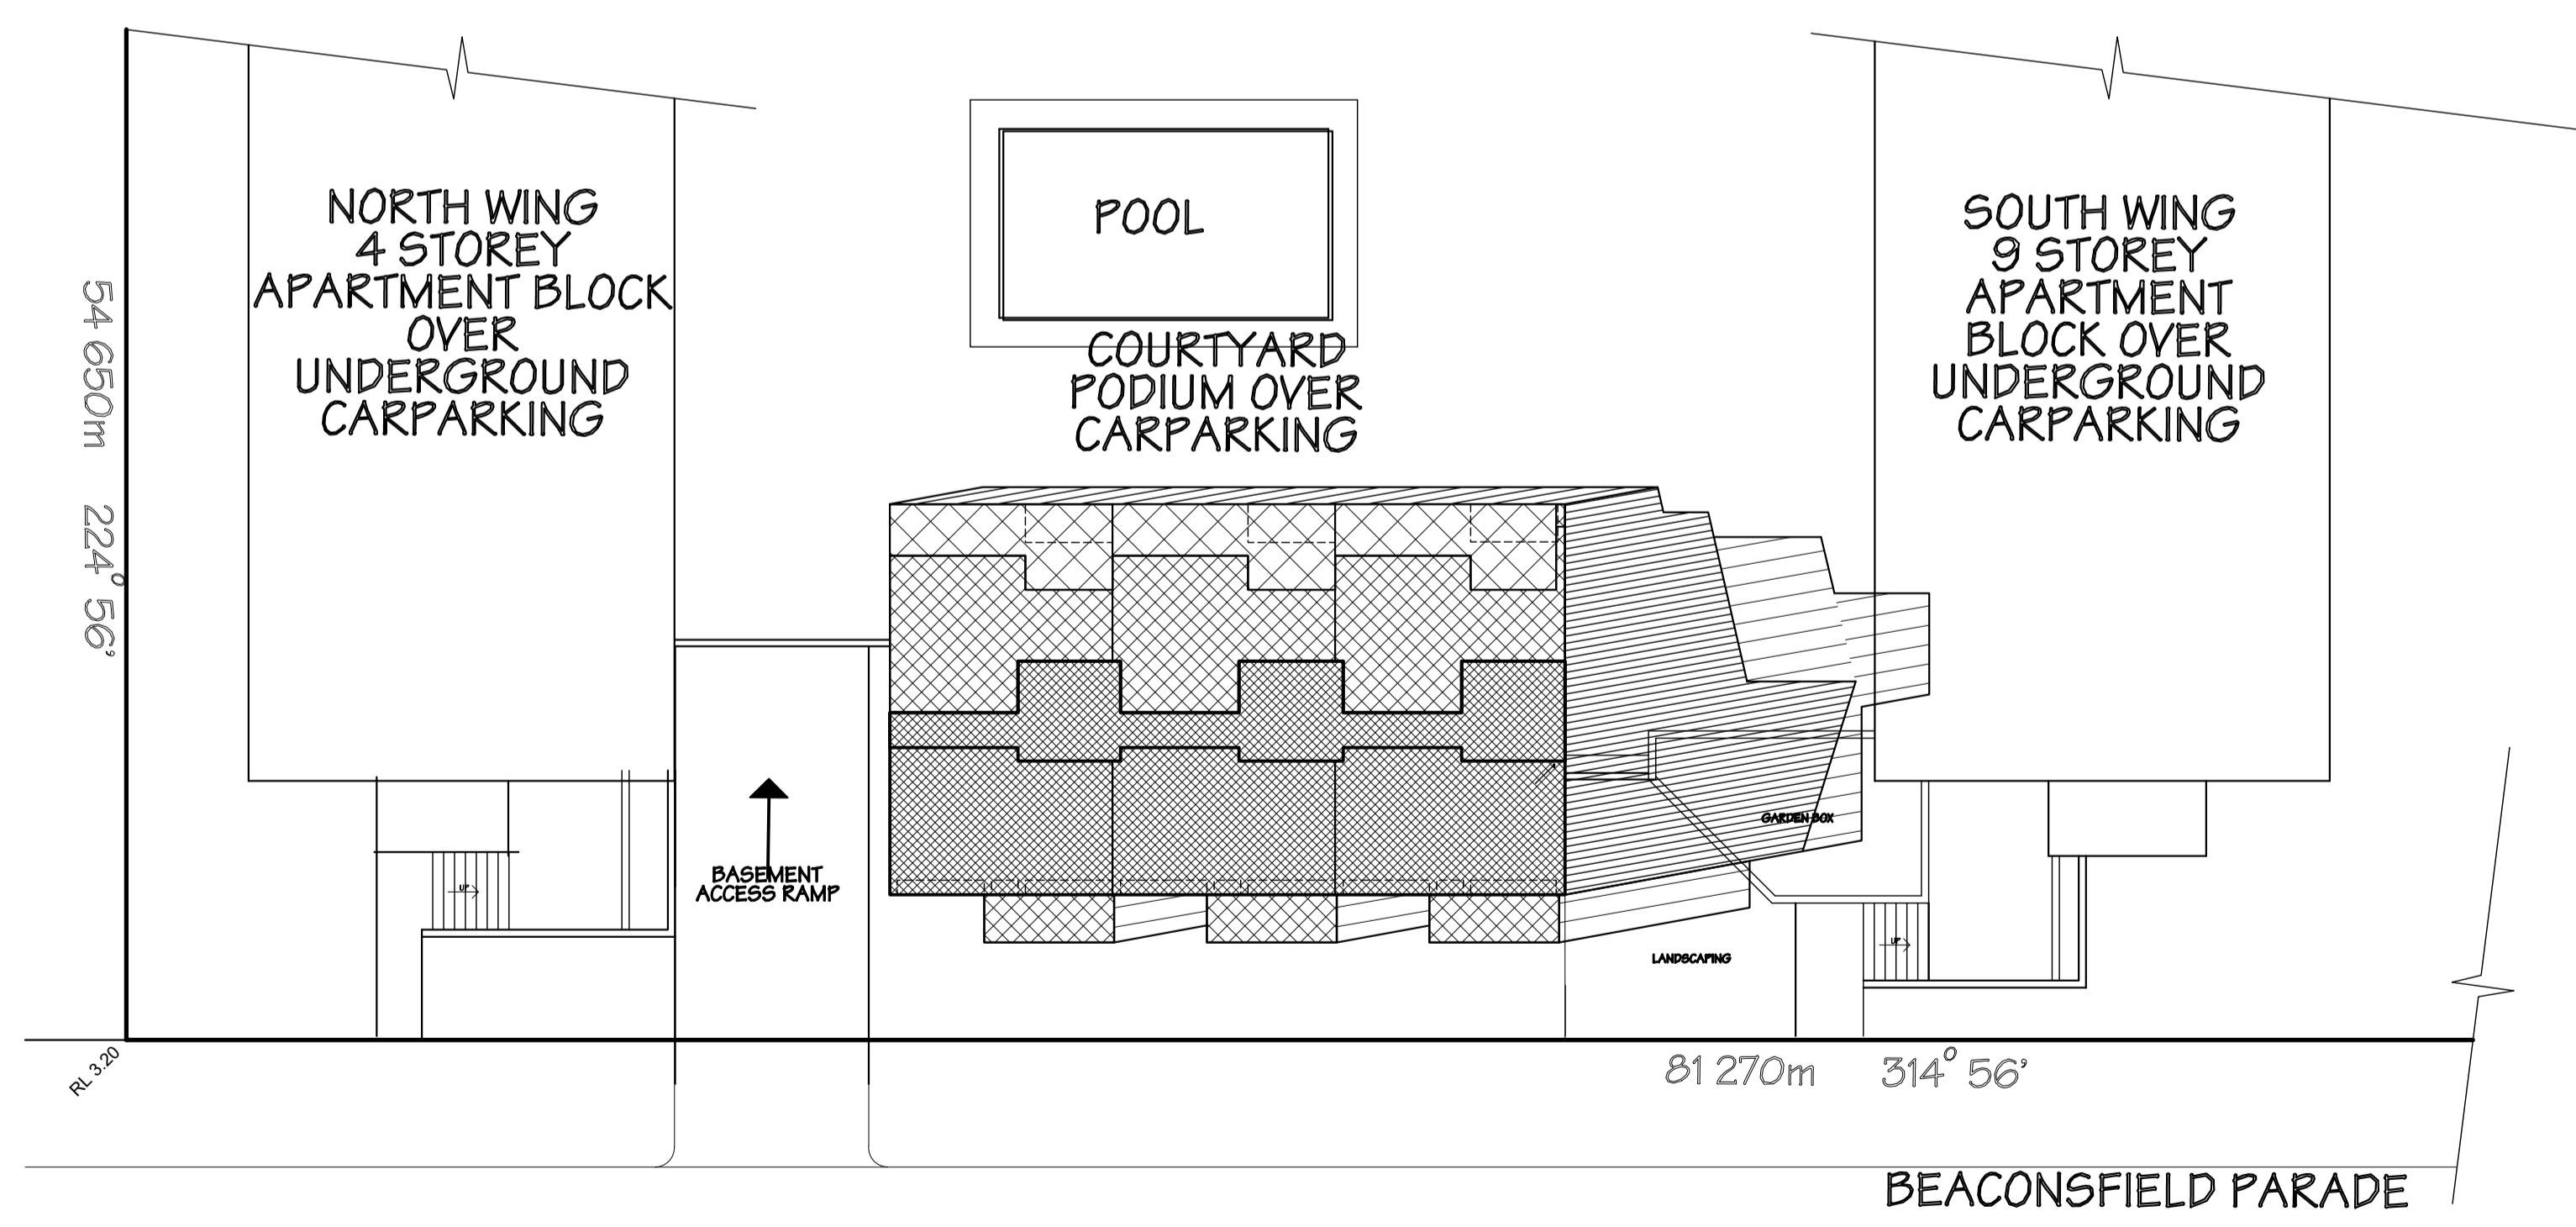 NORTH WING
4 STOREY
APARTMENT BLOCK
OVER
UNDERGROUND
CARPARKING
POOL
COURTYARD
PODIUM OVER
CARPARKING
SOUTH WING
9 STOREY
APARTMENT
BLOCK OVER
UNDERGROUND
CARPARKING
54 650m 224° 56'
BASEMENT
ACCESS RAMP
UP
GARDEN BOX
LANDSCAPING
UP
RL 3.20
81 270m 314° 56'
BEACONSFIELD PARADE